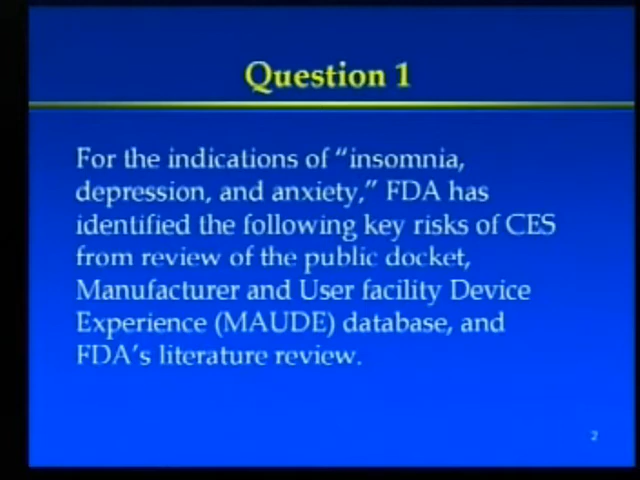 Question 1
For the indications of “insomnia,
depression, and anxiety,” FDA has
identified the following key risks of CES
from review of the public docket,
Manufacturer and User facility Device
Experience (MAUDE) database, and
FDA’s literature review.
2